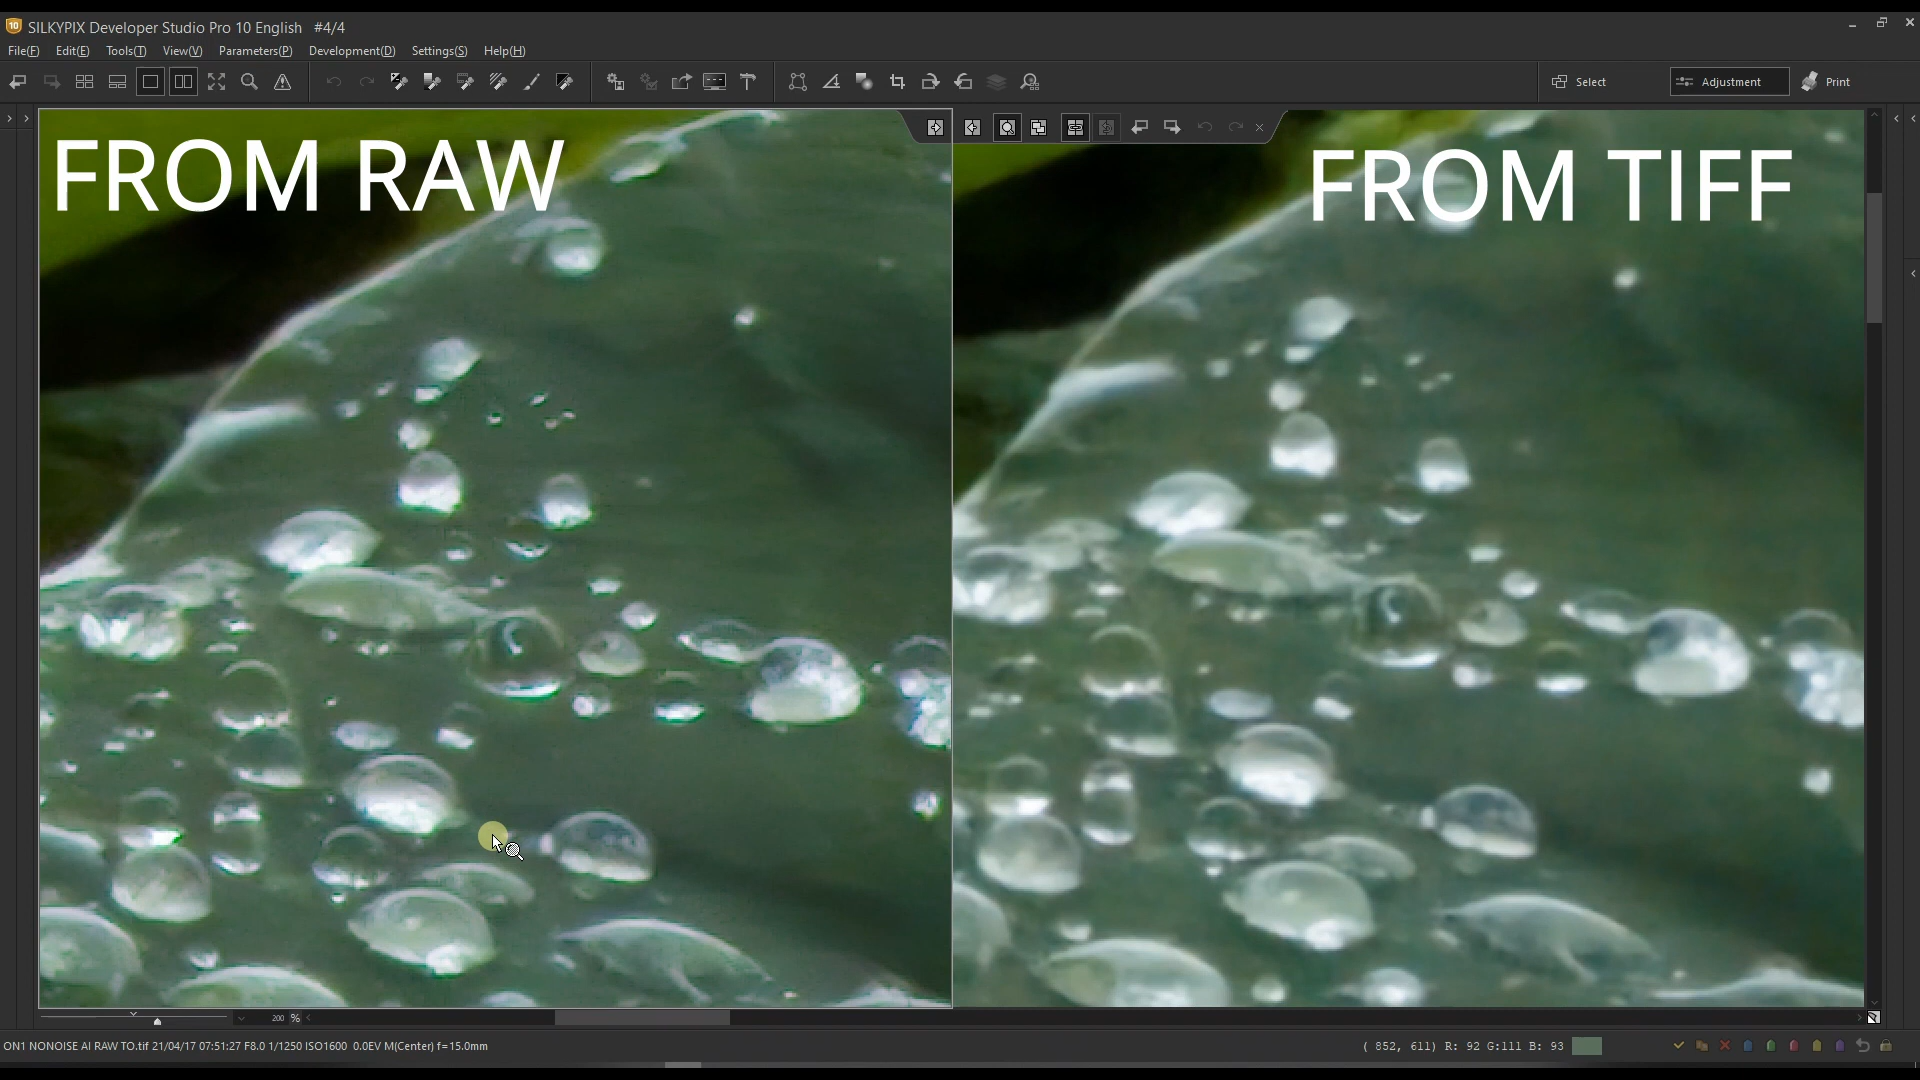 SILKYPIX Developer Studio Pro 10 English #4/4
File(F) Edit(E) Tools(T) View(V) Parameters(P) Development(D) Settings(S) Help(H)
Select Adjustment Print
FROM RAW
FROM TIFF
200 %
ON1 NONOISE AI RAW TO.tif 21/04/17 07:51:27 F8.0 1/1250 ISO1600 0.0EV M(Center) f=15.0mm
( 852, 611) R: 92 G:111 B: 93